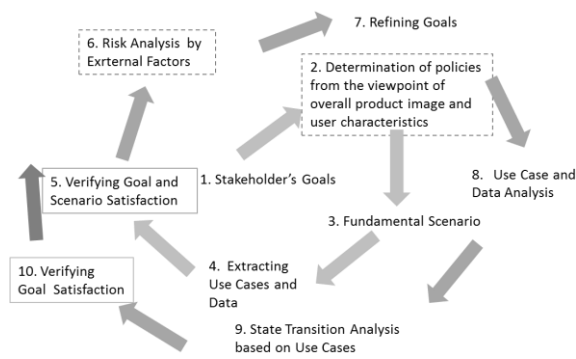 7. Refining Goals
6. Risk Analysis by
Exrternal Factors
2. Determination of policies
from the viewpoint of
overall product image and
user characteristics
5. Verifying Goal and
Scenario Satisfaction
1. Stakeholder's Goals
8. Use Case and
Data Analysis
3. Fundamental Scenario
10. Verifying
Goal Satisfaction
4. Extracting
Use Cases and
Data
9. State Transition Analysis
based on Use Cases